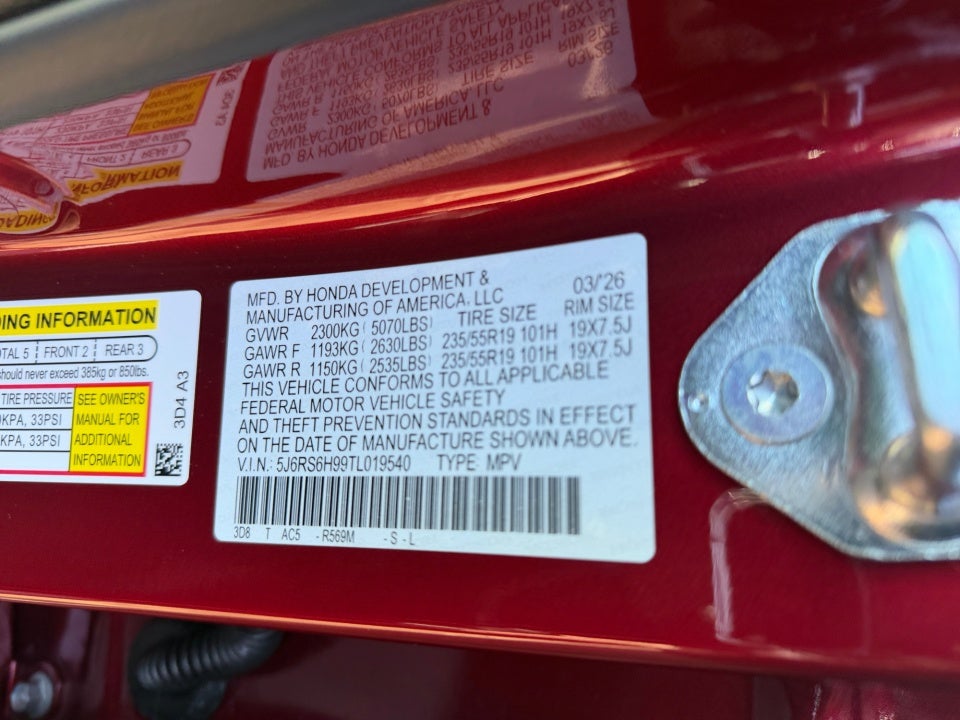 DING INFORMATION
OTAL 5 FRONT 2 REAR 3
should never exceed 385kg or 850lbs.
TIRE PRESSURE SEE OWNER'S
MANUAL FOR
KPA, 33PSI ADDITIONAL
KPA, 33PSI INFORMATION
3D4 A3
MFD. BY HONDA DEVELOPMENT & 03/'26
MANUFACTURING OF AMERICA, LLC
GVWR 2300KG ( 5070LBS) TIRE SIZE RIM SIZE
GAWR F 1193KG ( 2630LBS) 235/55R19 101H 19X7.5J
GAWR R 1150KG ( 2535LBS) 235/55R19 101H 19X7.5J
THIS VEHICLE CONFORMS TO ALL APPLICABLE
FEDERAL MOTOR VEHICLE SAFETY
AND THEFT PREVENTION STANDARDS IN EFFECT
ON THE DATE OF MANUFACTURE SHOWN ABOVE.
V.I.N.: 5J6RS6H99TL019540 TYPE: MPV
3D8 T AC5 - R569M - S - L